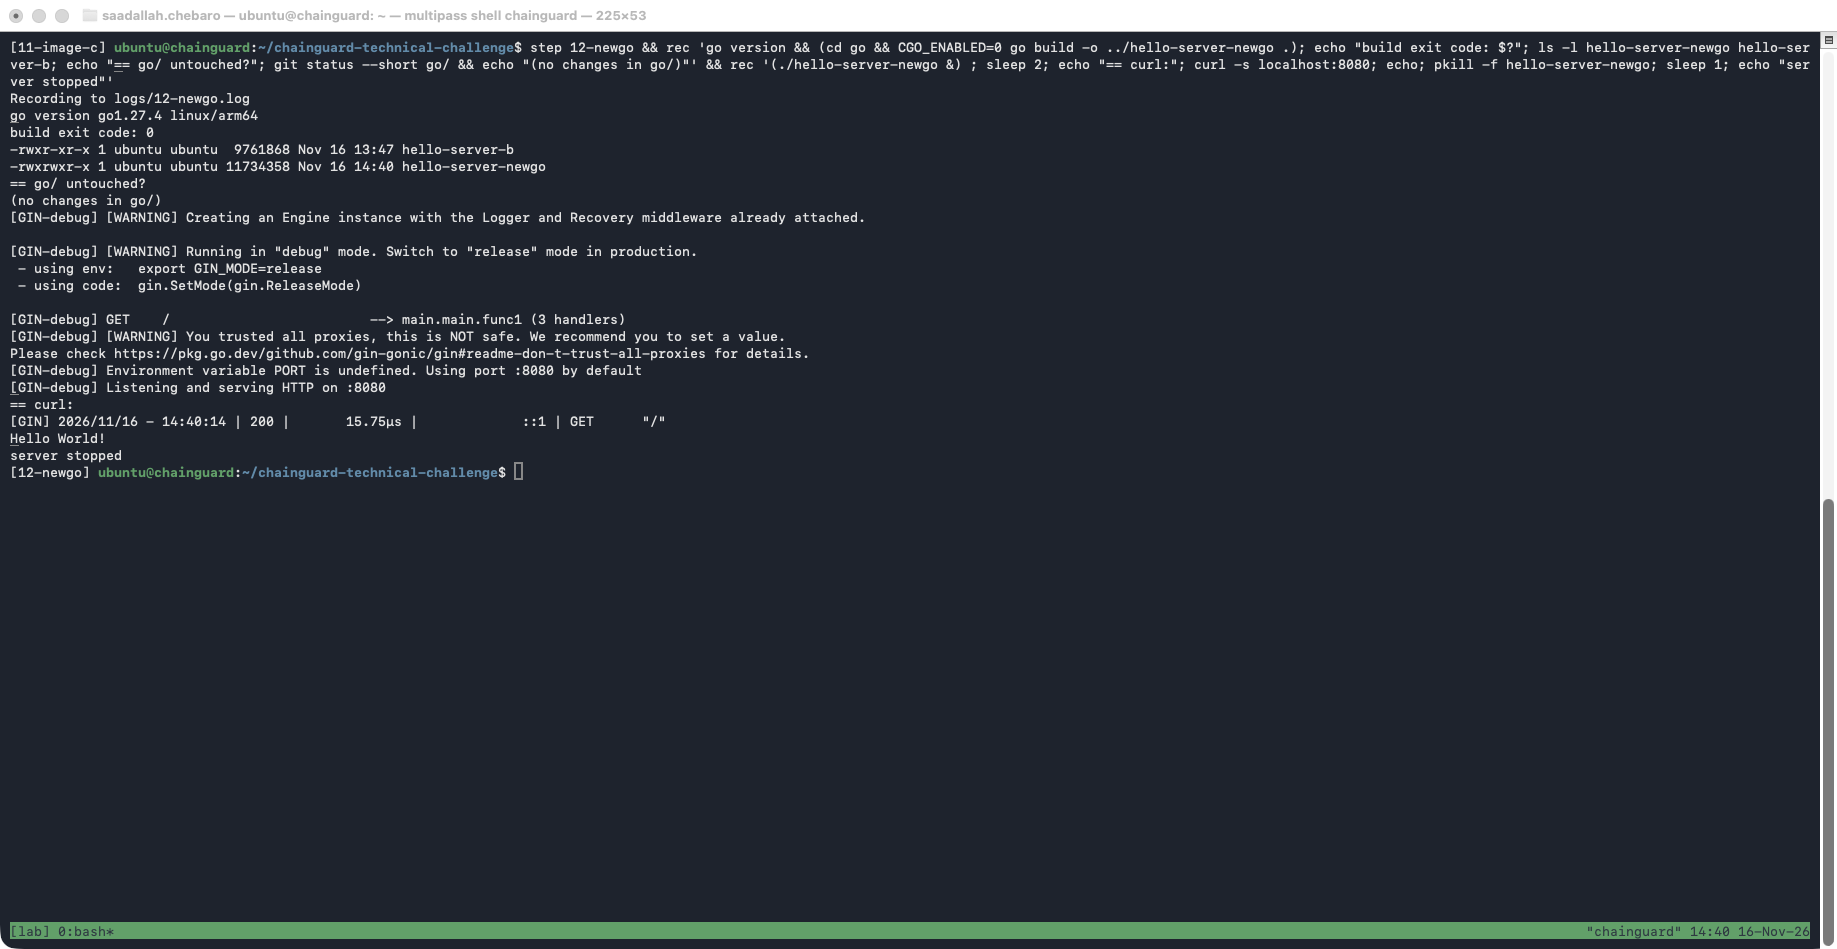 saadallah.chebaro — ubuntu@chainguard: ~ — multipass shell chainguard — 225×53
[11-image-c] ubuntu@chainguard:~/chainguard-technical-challenge$ step 12-newgo && rec 'go version && (cd go && CGO_ENABLED=0 go build -o ../hello-server-newgo .); echo "build exit code: $?"; ls -l hello-server-newgo hello-ser
ver-b; echo "== go/ untouched?"; git status --short go/ && echo "(no changes in go/)"' && rec '(./hello-server-newgo &) ; sleep 2; echo "== curl:"; curl -s localhost:8080; echo; pkill -f hello-server-newgo; sleep 1; echo "ser
ver stopped"'
Recording to logs/12-newgo.log
go version go1.27.4 linux/arm64
build exit code: 0
-rwxr-xr-x 1 ubuntu ubuntu  9761868 Nov 16 13:47 hello-server-b
-rwxrwxr-x 1 ubuntu ubuntu 11734358 Nov 16 14:40 hello-server-newgo
== go/ untouched?
(no changes in go/)
[GIN-debug] [WARNING] Creating an Engine instance with the Logger and Recovery middleware already attached.
[GIN-debug] [WARNING] Running in "debug" mode. Switch to "release" mode in production.
 - using env:   export GIN_MODE=release
 - using code:  gin.SetMode(gin.ReleaseMode)
[GIN-debug] GET    /                         --> main.main.func1 (3 handlers)
[GIN-debug] [WARNING] You trusted all proxies, this is NOT safe. We recommend you to set a value.
Please check https://pkg.go.dev/github.com/gin-gonic/gin#readme-don-t-trust-all-proxies for details.
[GIN-debug] Environment variable PORT is undefined. Using port :8080 by default
[GIN-debug] Listening and serving HTTP on :8080
== curl:
[GIN] 2026/11/16 - 14:40:14 | 200 |       15.75µs |             ::1 | GET      "/"
Hello World!
server stopped
[12-newgo] ubuntu@chainguard:~/chainguard-technical-challenge$
[lab] 0:bash* "chainguard" 14:40 16-Nov-26